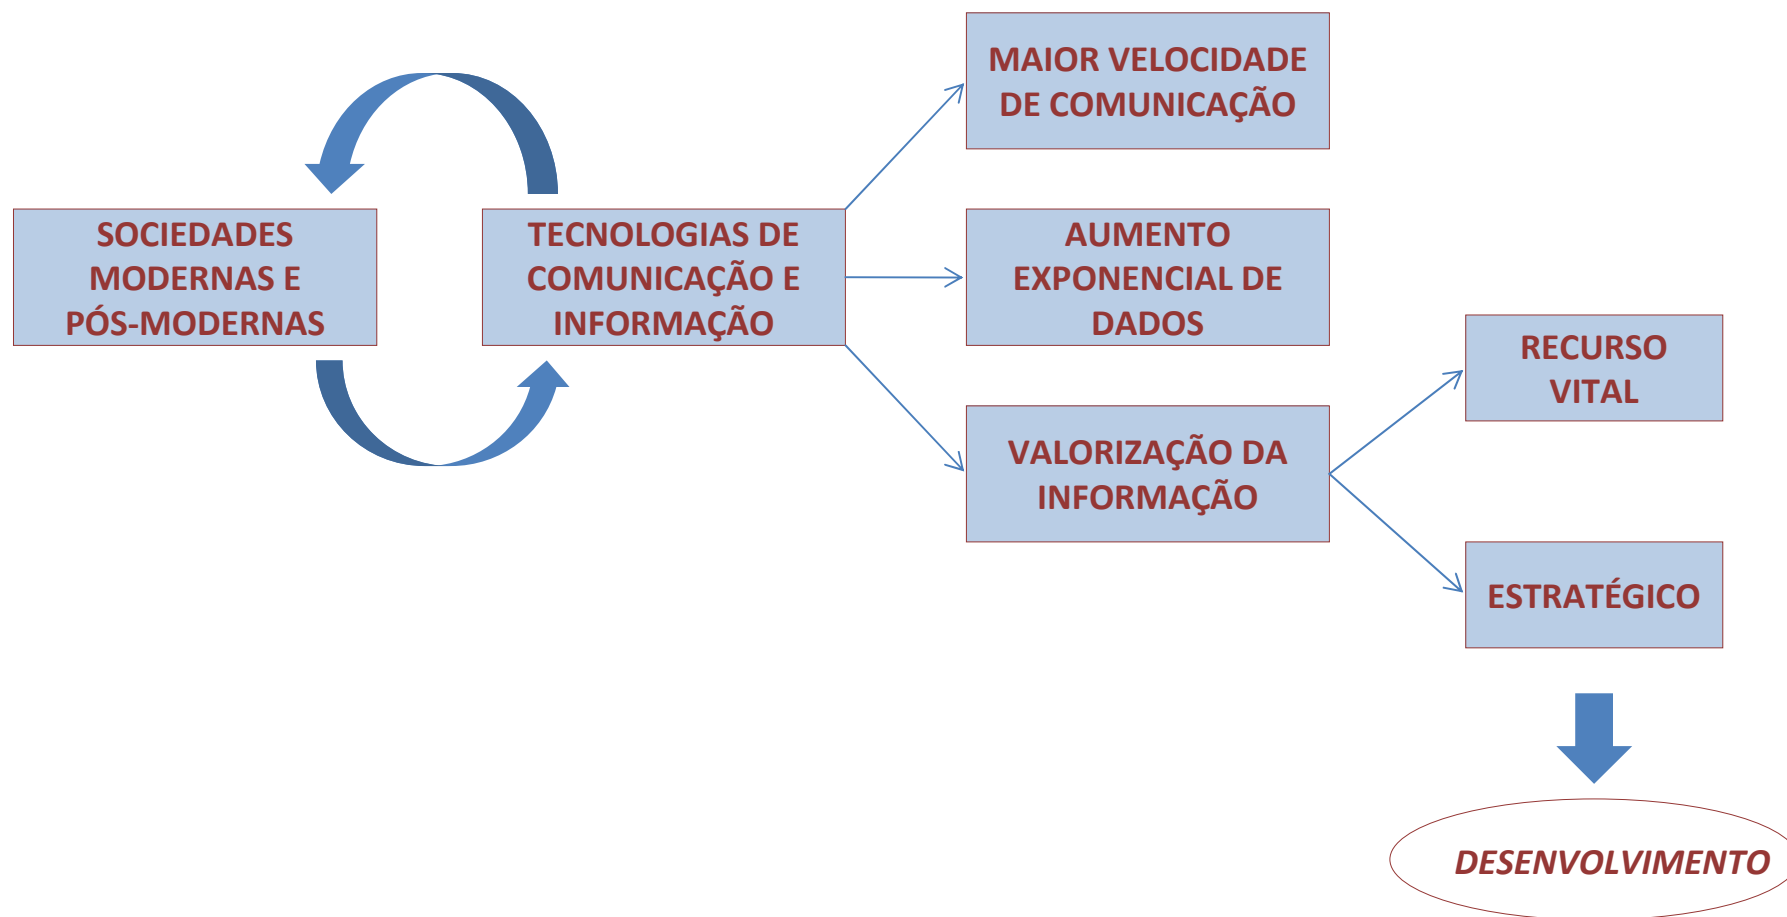 MAIOR VELOCIDADE
DE COMUNICAÇÃO
SOCIEDADES
MODERNAS E
PÓS-MODERNAS
TECNOLOGIAS DE
COMUNICAÇÃO E
INFORMAÇÃO
AUMENTO
EXPONENCIAL DE
DADOS
RECURSO
VITAL
VALORIZAÇÃO DA
INFORMAÇÃO
ESTRATÉGICO
DESENVOLVIMENTO